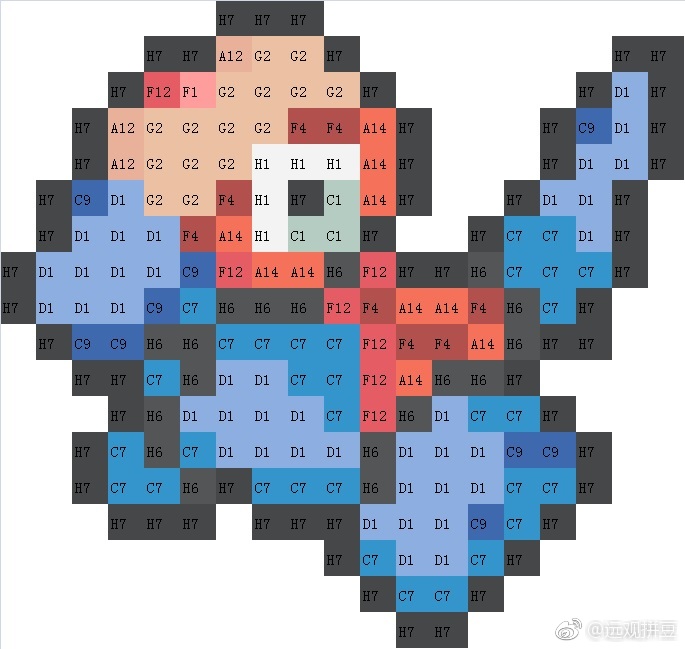 H7 H7 H7
H7 H7 A12 G2 G2 H7 H7 H7
H7 F12 F1 G2 G2 G2 G2 H7 H7 D1 H7
H7 A12 G2 G2 G2 G2 F4 F4 A14 H7 H7 C9 D1 H7
H7 A12 G2 G2 G2 H1 H1 H1 A14 H7 H7 D1 D1 H7
H7 C9 D1 G2 G2 F4 H1 H7 C1 A14 H7 H7 D1 D1 H7
H7 D1 D1 D1 F4 A14 H1 C1 C1 H7 H7 C7 C7 D1 H7
H7 D1 D1 D1 D1 C9 F12 A14 A14 H6 F12 H7 H7 H6 C7 C7 C7 H7
H7 D1 D1 D1 C9 C7 H6 H6 H6 F12 F4 A14 A14 F4 H6 C7 H7
H7 C9 C9 H6 H6 C7 C7 C7 C7 F12 F4 F4 A14 H6 H7 H7
H7 H7 C7 H6 D1 D1 C7 C7 F12 A14 H6 H6 H7
H7 H6 D1 D1 D1 D1 C7 F12 H6 D1 C7 C7 H7
H7 C7 H6 C7 D1 D1 D1 D1 H6 D1 D1 D1 C9 C9 H7
H7 C7 C7 H6 H7 C7 C7 C7 H6 D1 D1 D1 C7 C7 H7
H7 H7 H7 H7 H7 H7 D1 D1 D1 C9 C7 H7
H7 C7 D1 D1 C7 H7
H7 C7 C7 H7
H7 H7
@远观拼豆